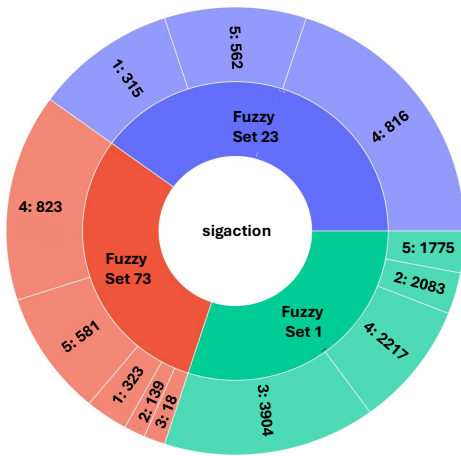 5: 562
1: 315
4: 816
Fuzzy
Set 23
4: 823
sigaction
Fuzzy
Set 73
5: 1775
2: 2083
Fuzzy
Set 1
5: 581
4: 2217
1: 323
2: 139
3: 18
3: 3904